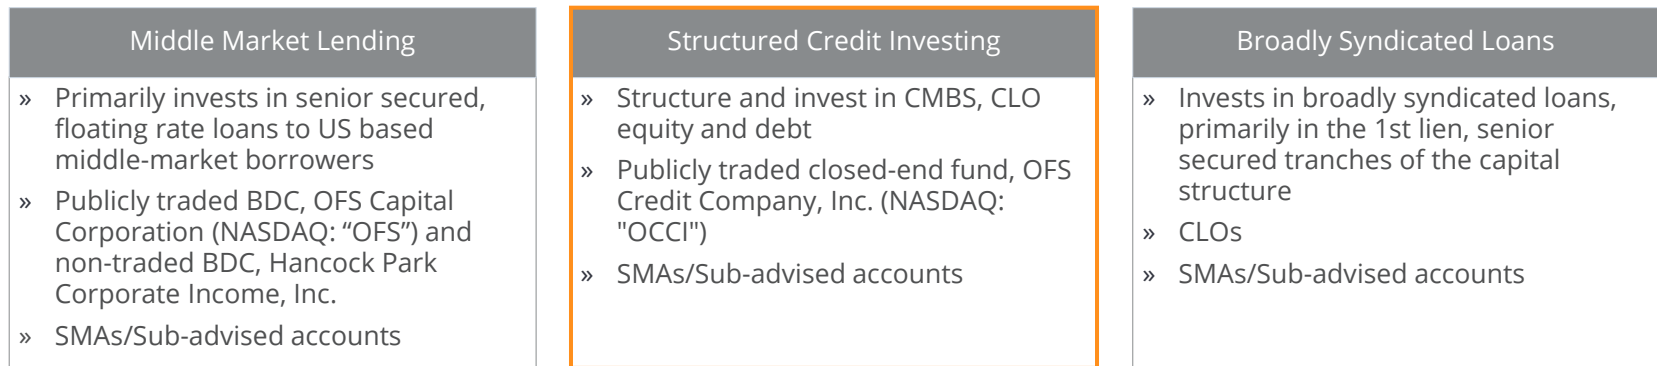 Middle Market Lending
» Primarily invests in senior secured,
floating rate loans to US based
middle-market borrowers
» Publicly traded BDC, OFS Capital
Corporation (NASDAQ: “OFS”) and
non-traded BDC, Hancock Park
Corporate Income, Inc.
» SMAs/Sub-advised accounts
Structured Credit Investing
» Structure and invest in CMBS, CLO
equity and debt
» Publicly traded closed-end fund, OFS
Credit Company, Inc. (NASDAQ:
"OCCI")
» SMAs/Sub-advised accounts
Broadly Syndicated Loans
» Invests in broadly syndicated loans,
primarily in the 1st lien, senior
secured tranches of the capital
structure
» CLOs
» SMAs/Sub-advised accounts